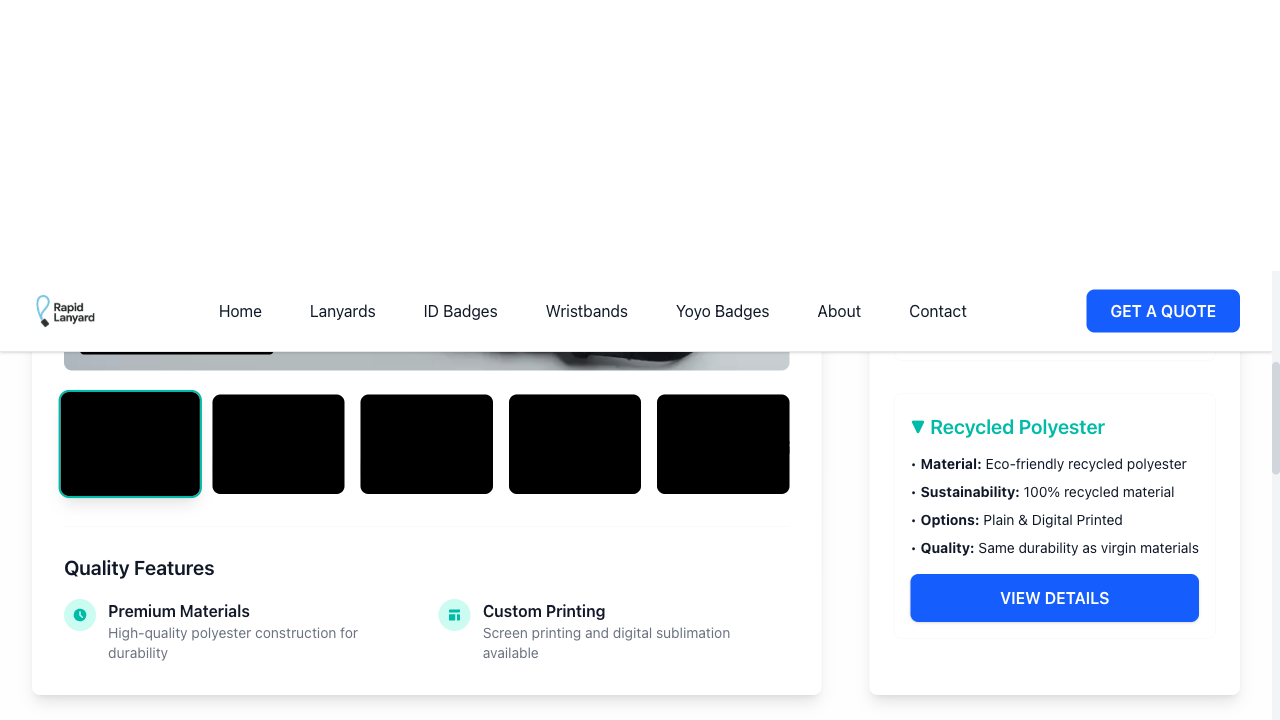 Rapid
Lanyard
Home
Lanyards
ID Badges
Wristbands
Yoyo Badges
About
Contact
GET A QUOTE
Recycled Polyester
• Material: Eco-friendly recycled polyester
• Sustainability: 100% recycled material
• Options: Plain & Digital Printed
• Quality: Same durability as virgin materials
VIEW DETAILS
Quality Features
Premium Materials
High-quality polyester construction for
durability
Custom Printing
Screen printing and digital sublimation
available